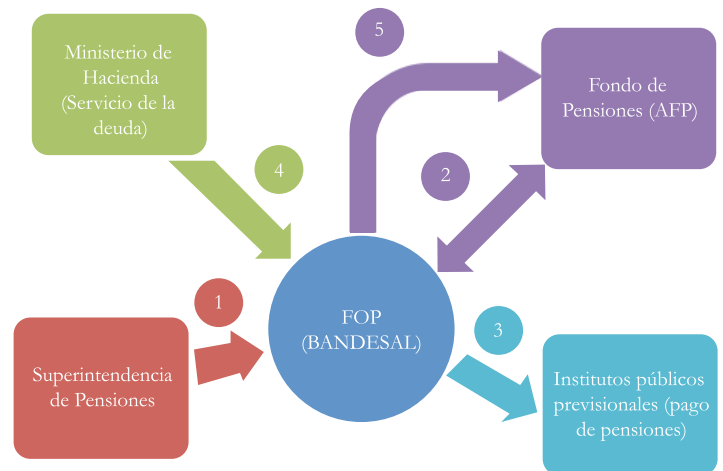 5
Ministerio de
Hacienda
(Servicio de la
deuda)
Fondo de
Pensiones (AFP)
4
2
1
3
FOP
(BANDESAL)
Superintendencia
de Pensiones
Institutos públicos
previsionales (pago
de pensiones)